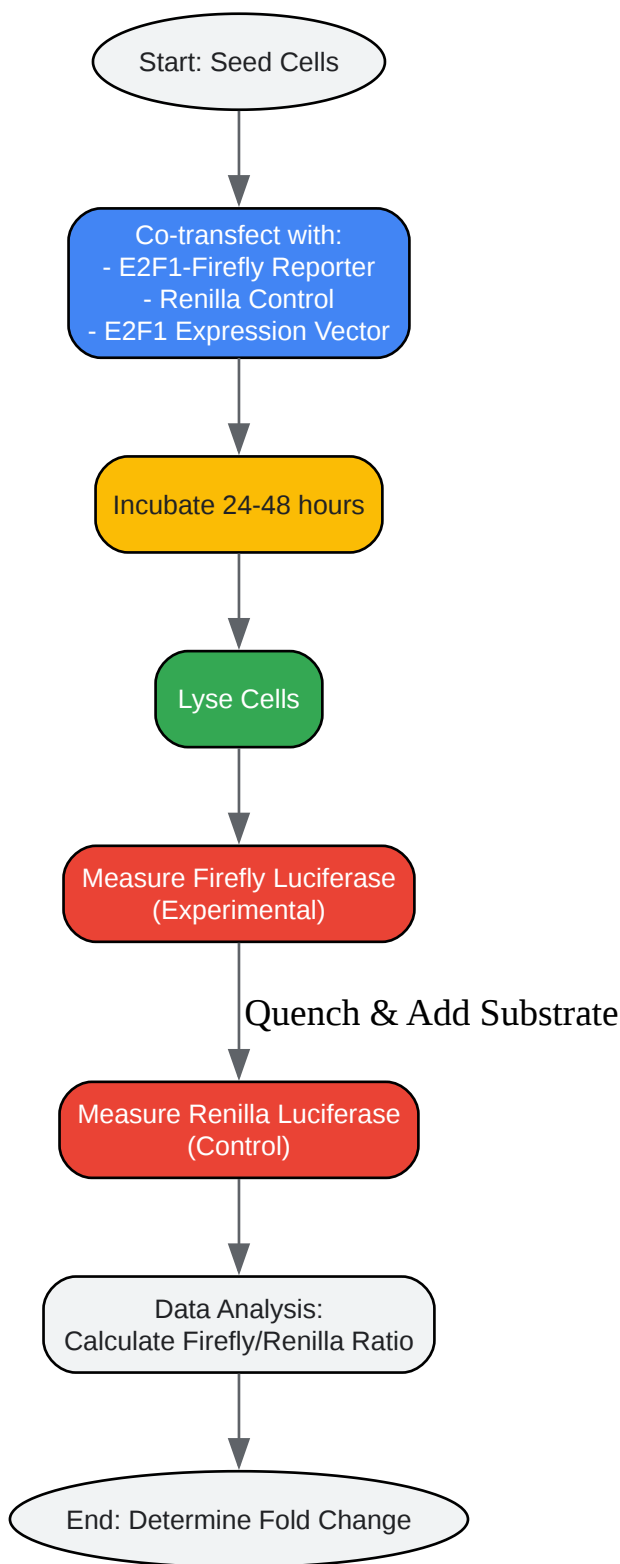 Start: Seed Cells
Co-transfect with:
- E2F1-Firefly Reporter
- Renilla Control
- E2F1 Expression Vector
Incubate 24-48 hours
Lyse Cells
Measure Firefly Luciferase
(Experimental)
Quench & Add Substrate
Measure Renilla Luciferase
(Control)
Data Analysis:
Calculate Firefly/Renilla Ratio
End: Determine Fold Change